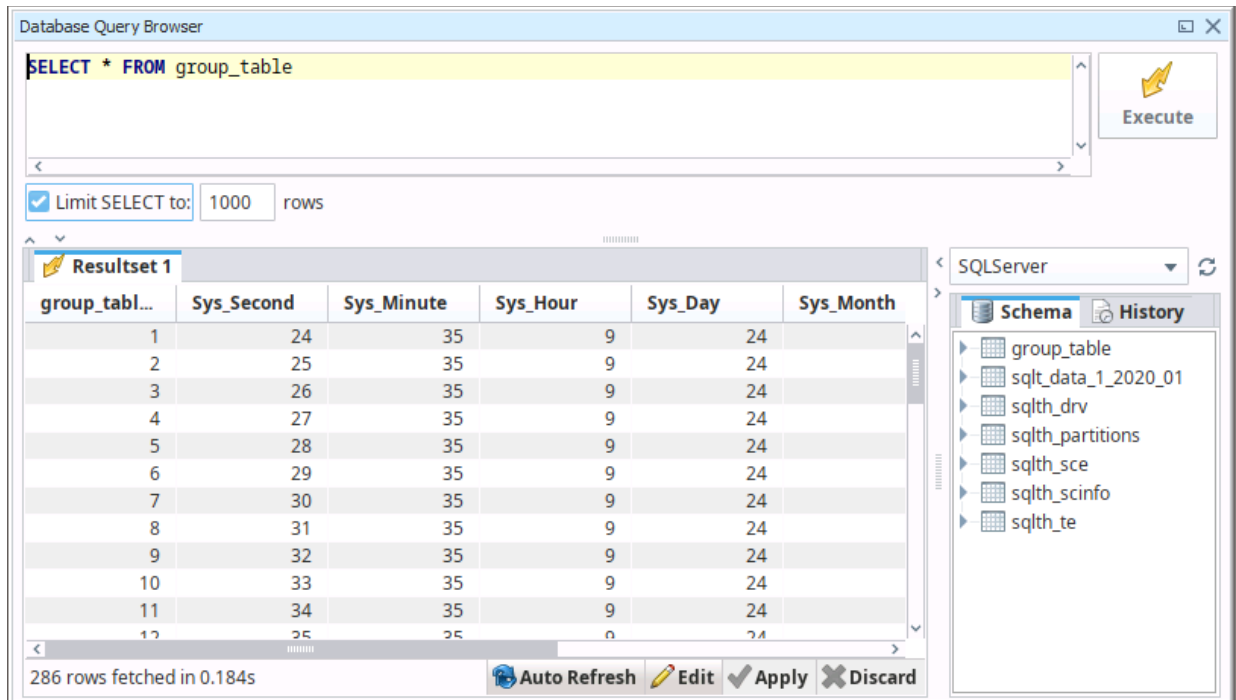 Database Query Browser
SELECT * FROM group_table
Execute
Limit SELECT to: 1000 rows
Resultset 1
group_tabl... Sys_Second Sys_Minute Sys_Hour Sys_Day Sys_Month
1 24 35 9 24
2 25 35 9 24
3 26 35 9 24
4 27 35 9 24
5 28 35 9 24
6 29 35 9 24
7 30 35 9 24
8 31 35 9 24
9 32 35 9 24
10 33 35 9 24
11 34 35 9 24
12 35 35 9 24
286 rows fetched in 0.184s
Auto Refresh Edit Apply Discard
SQLServer
Schema History
group_table
sqlt_data_1_2020_01
sqlth_drv
sqlth_partitions
sqlth_sce
sqlth_scinfo
sqlth_te